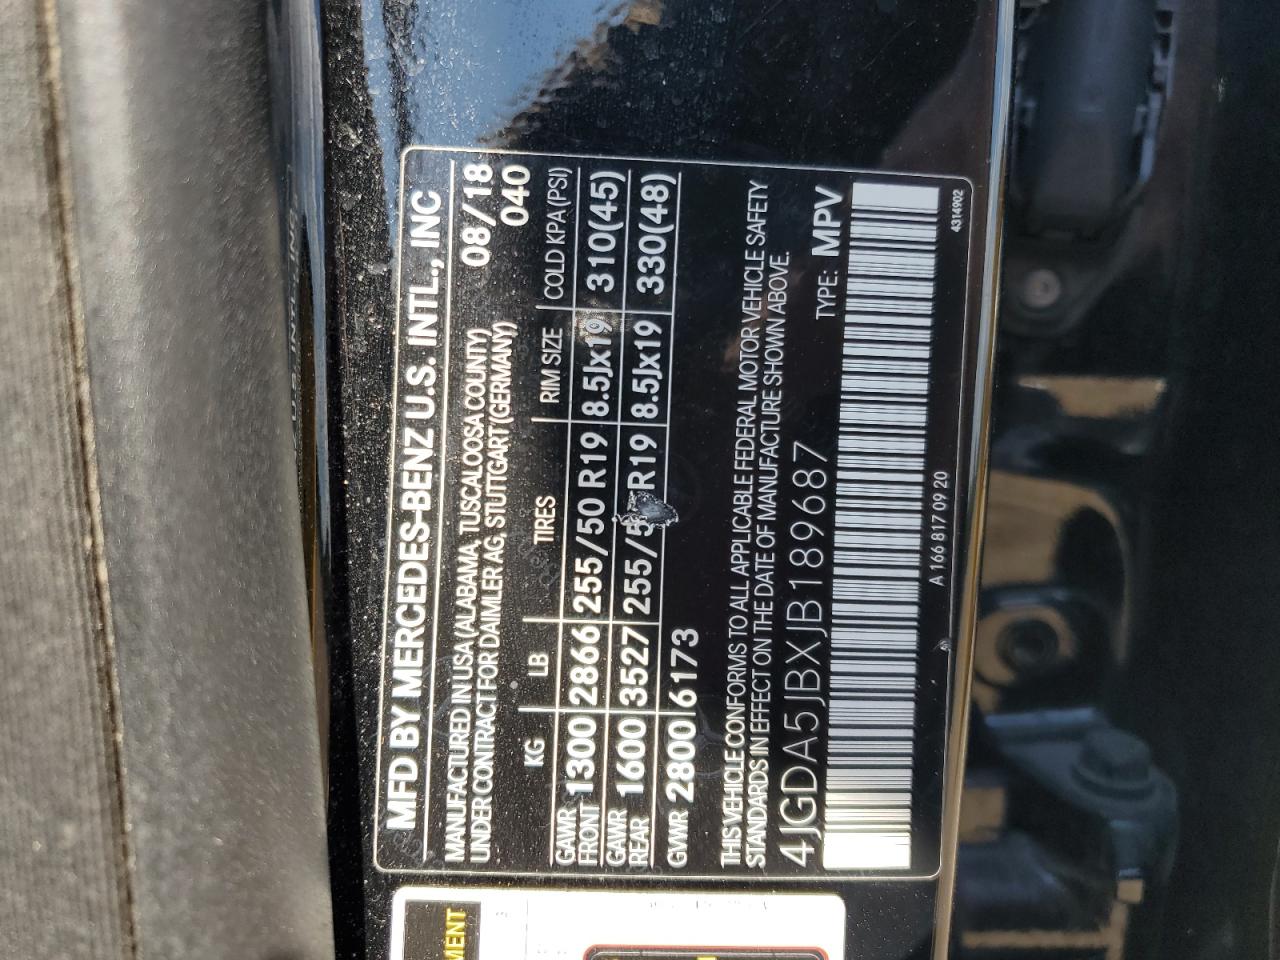 MFD BY MERCEDES-BENZ U.S. INTL., INC
MANUFACTURED IN USA (ALABAMA, TUSCALOOSA COUNTY) 08/18
UNDER CONTRACT FOR DAIMLER AG, STUTTGART (GERMANY) 040
KG LB TIRES RIM SIZE COLD KPA (PSI)
GAWR FRONT 1300 2866 255/50 R19 8.5Jx19 310(45)
GAWR REAR 1600 3527 255/5 R19 8.5Jx19 330(48)
GVWR 2800 6173
THIS VEHICLE CONFORMS TO ALL APPLICABLE FEDERAL MOTOR VEHICLE SAFETY
STANDARDS IN EFFECT ON THE DATE OF MANUFACTURE SHOWN ABOVE.
4JGDA5JBXJB189687 TYPE: MPV
A 166 817 09 20 4314902
MENT